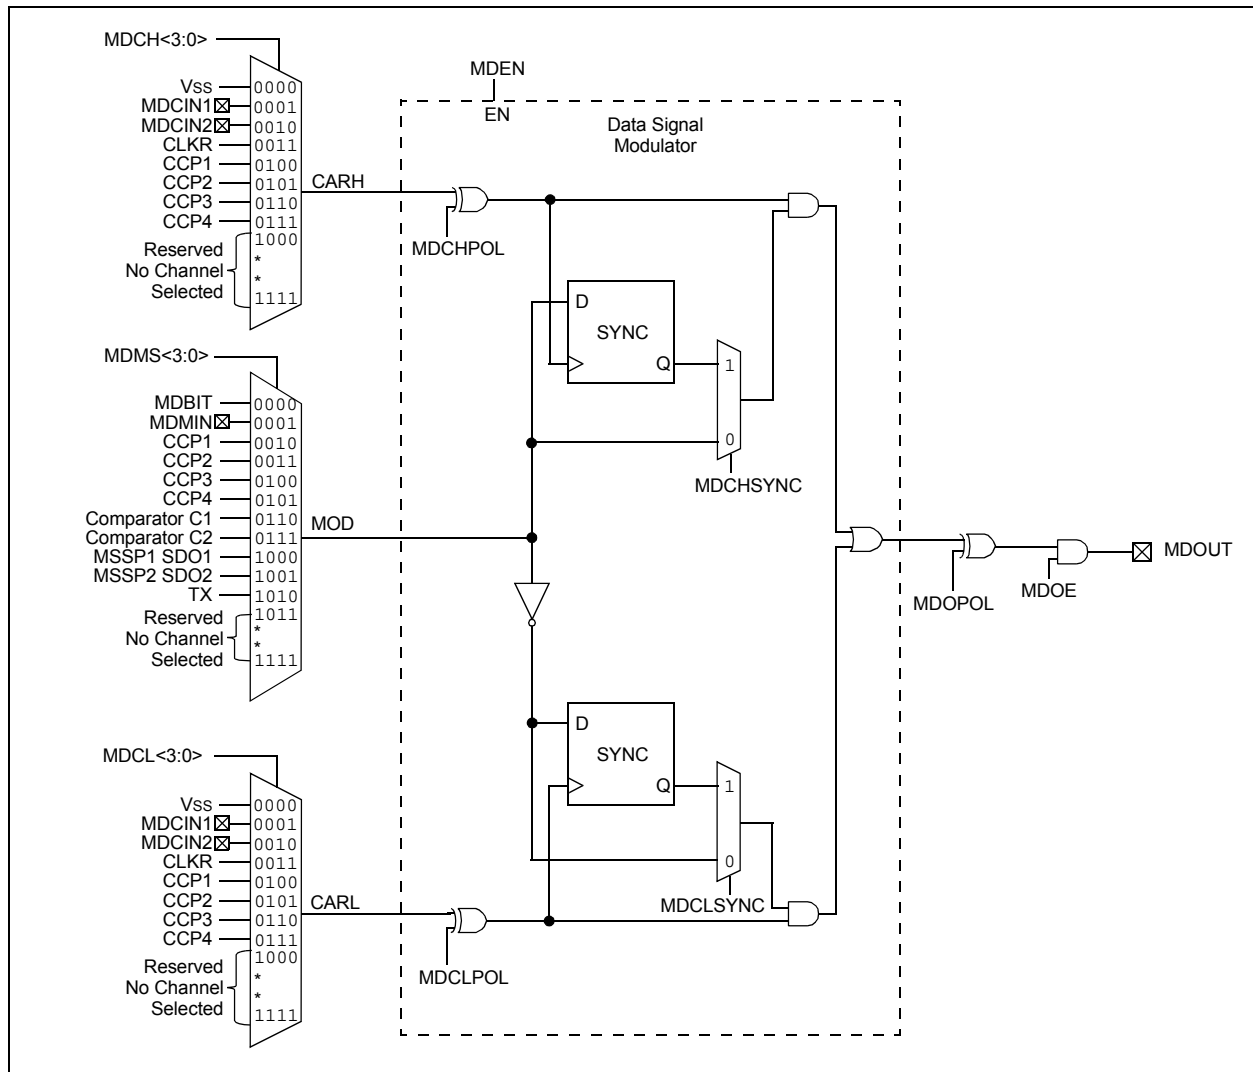 MDCH<3:0>
VSS 0000
MDCIN1 0001
MDCIN2 0010
CLKR 0011
CCP1 0100
CCP2 0101
CCP3 0110
CCP4 0111
Reserved
No Channel
Selected
1000
*
*
1111
CARH
MDMS<3:0>
MDBIT 0000
MDMIN 0001
CCP1 0010
CCP2 0011
CCP3 0100
CCP4 0101
Comparator C1 0110
Comparator C2 0111
MSSP1 SDO1 1000
MSSP2 SDO2 1001
TX 1010
Reserved
No Channel
Selected
1011
*
*
1111
MOD
MDCL<3:0>
VSS 0000
MDCIN1 0001
MDCIN2 0010
CLKR 0011
CCP1 0100
CCP2 0101
CCP3 0110
CCP4 0111
Reserved
No Channel
Selected
1000
*
*
1111
CARL
MDEN
EN
Data Signal
Modulator
MDCHPOL
D
SYNC
Q
1
0
MDCHSYNC
D
SYNC
Q
1
0
MDCLSYNC
MDCLPOL
MDOPOL
MDOE
MDOUT